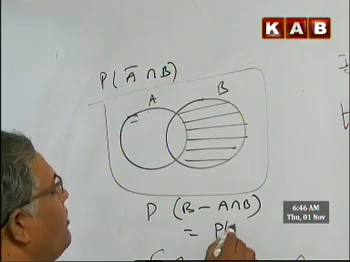 KAB
P(A̅ ∩ B)
A
B
P (B − A∩B)
= P(
6:46 AM
Thu, 01 Nov